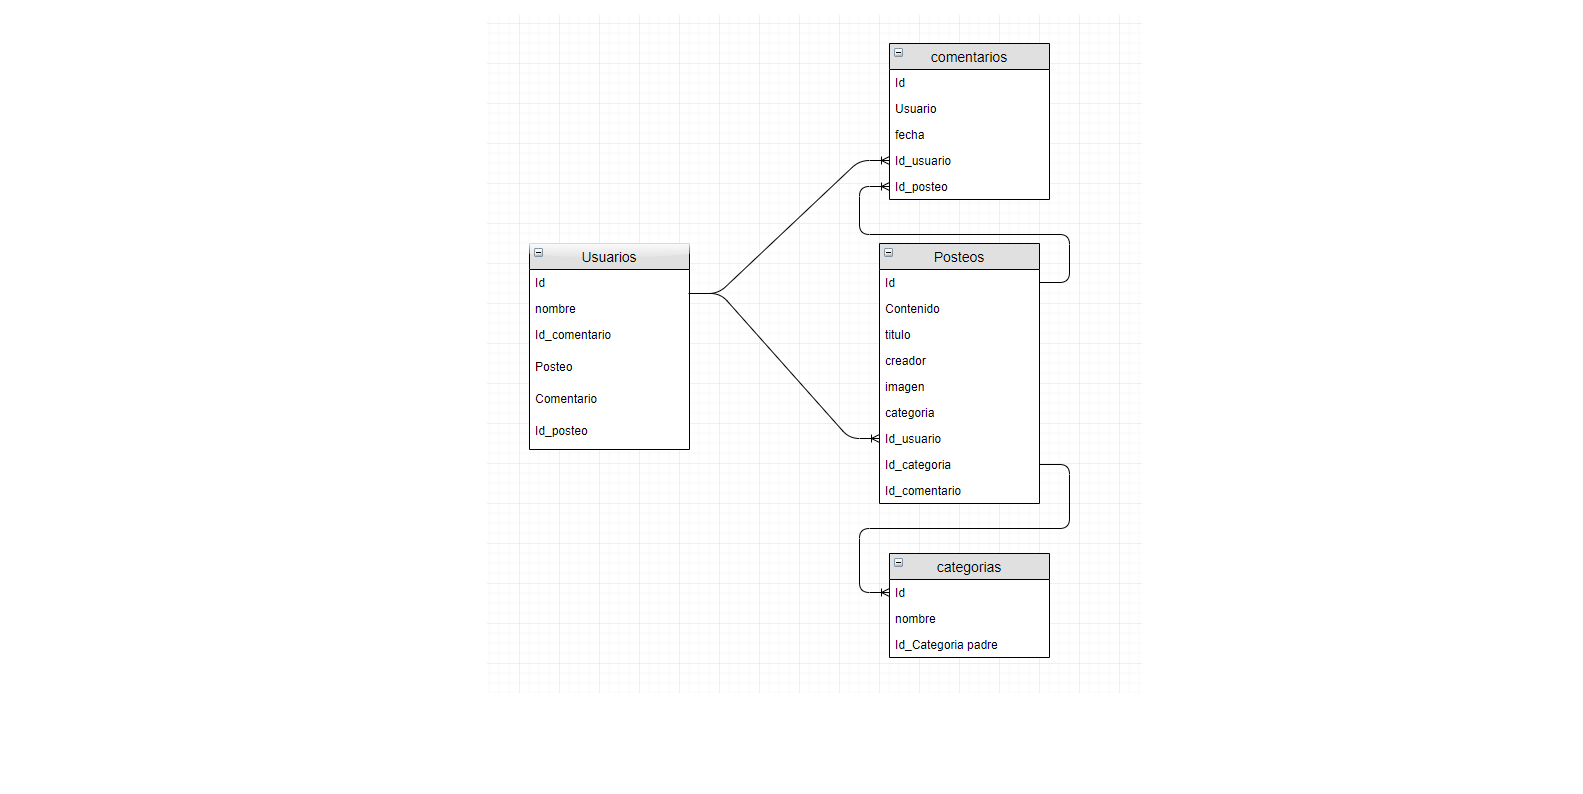 comentarios
Id
Usuario
fecha
Id_usuario
Id_posteo
Usuarios
Id
nombre
Id_comentario
Posteo
Comentario
Id_posteo
Posteos
Id
Contenido
titulo
creador
imagen
categoria
Id_usuario
Id_categoria
Id_comentario
categorias
Id
nombre
Id_Categoria padre